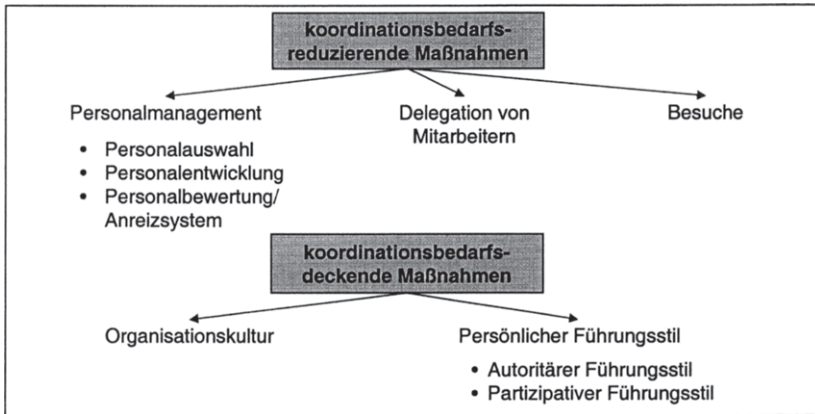 koordinationsbedarfs-
reduzierende Maßnahmen
Personalmanagement
• Personalauswahl
• Personalentwicklung
• Personalbewertung/
Anreizsystem
Delegation von
Mitarbeitern
Besuche
koordinationsbedarfs-
deckende Maßnahmen
Organisationskultur
Persönlicher Führungsstil
• Autoritärer Führungsstil
• Partizipativer Führungsstil